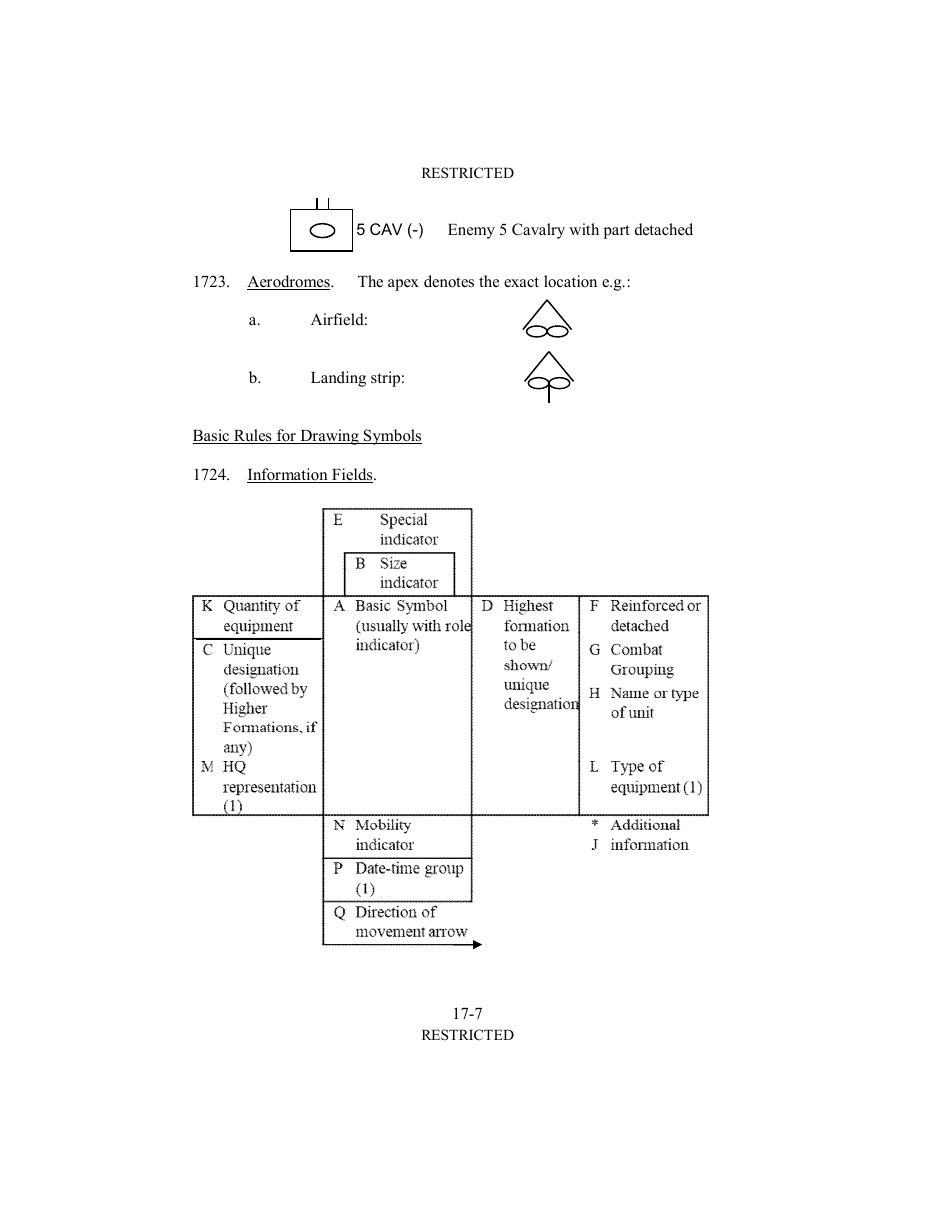 RESTRICTED
5 CAV (-) Enemy 5 Cavalry with part detached
1723. Aerodromes. The apex denotes the exact location e.g.:
a. Airfield:
b. Landing strip:
Basic Rules for Drawing Symbols
1724. Information Fields.
E Special
indicator
B Size
indicator
K Quantity of
equipment
C Unique
designation
(followed by
Higher
Formations, if
any)
M HQ
representation
(1)
A Basic Symbol
(usually with role
indicator)
D Highest
formation
to be
shown/
unique
designation
F Reinforced or
detached
G Combat
Grouping
H Name or type
of unit
L Type of
equipment (1)
N Mobility
indicator
* Additional
J information
P Date-time group
(1)
Q Direction of
movement arrow
17-7
RESTRICTED